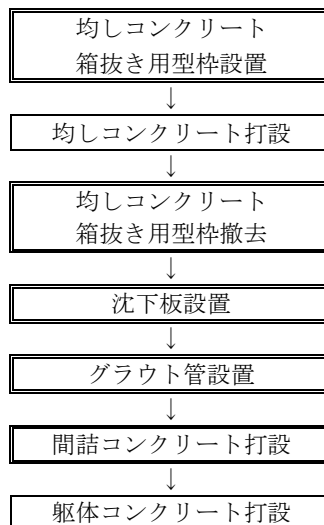 均しコンクリート
箱抜き用型枠設置
↓
均しコンクリート打設
↓
均しコンクリート
箱抜き用型枠撤去
↓
沈下板設置
↓
グラウト管設置
↓
間詰コンクリート打設
↓
躯体コンクリート打設